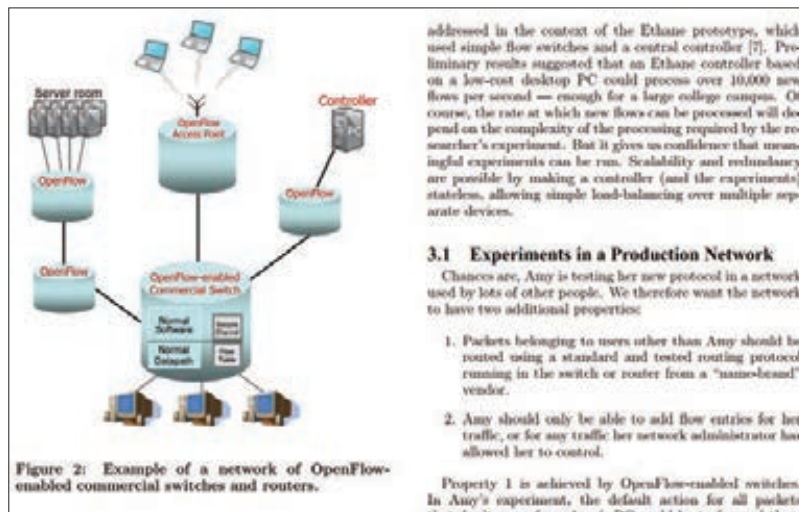 Server room
OpenFlow
Access Point
Controller
OpenFlow
OpenFlow
OpenFlow
OpenFlow-enabled
Commercial Switch
Normal
Software
Secure
Channel
Normal
Datapath
Flow
Table
Figure 2: Example of a network of OpenFlow-
enabled commercial switches and routers.
addressed in the context of the Ethane prototype, which
used simple flow switches and a central controller [7]. Pre-
liminary results suggested that an Ethane controller based
on a low-cost desktop PC could process over 10,000 new
flows per second — enough for a large college campus. Of
course, the rate at which new flows can be processed will de-
pend on the complexity of the processing required by the re-
searcher's experiment. But it gives us confidence that mean-
ingful experiments can be run. Scalability and redundancy
are possible by making a controller (and the experiments)
stateless, allowing simple load-balancing over multiple sep-
arate devices.
3.1 Experiments in a Production Network
Chances are, Amy is testing her new protocol in a network
used by lots of other people. We therefore want the network
to have two additional properties:
1. Packets belonging to users other than Amy should be
routed using a standard and tested routing protocol
running in the switch or router from a "name-brand"
vendor.
2. Amy should only be able to add flow entries for her
traffic, or for any traffic her network administrator has
allowed her to control.
Property 1 is achieved by OpenFlow-enabled switches.
In Amy's experiment, the default action for all packets